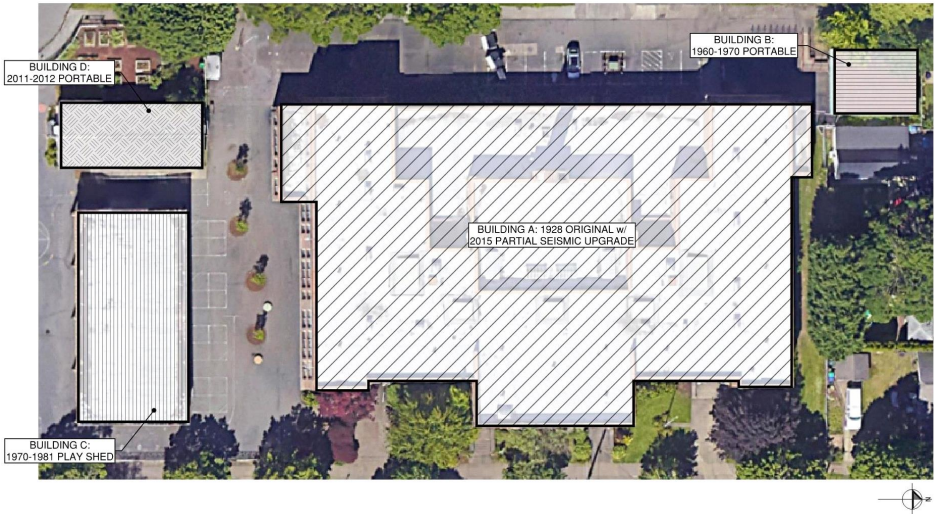 BUILDING B:
1960-1970 PORTABLE
BUILDING D:
2011-2012 PORTABLE
BUILDING A: 1928 ORIGINAL w/
2015 PARTIAL SEISMIC UPGRADE
BUILDING C:
1970-1981 PLAY SHED
N